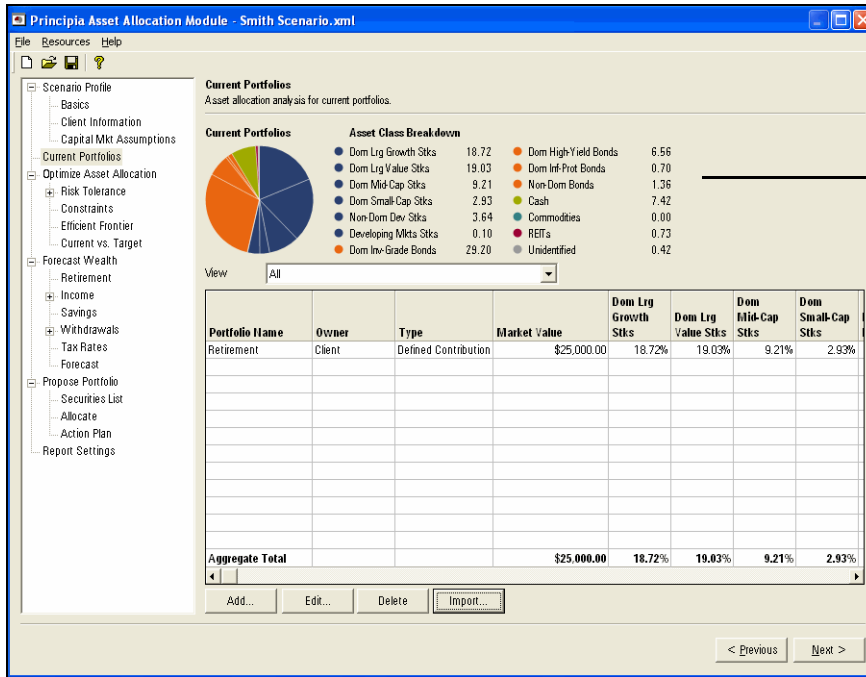 Principia Asset Allocation Module - Smith Scenario.xml
File Resources Help
Scenario Profile
Basics
Client Information
Capital Mkt Assumptions
Current Portfolios
Optimize Asset Allocation
Risk Tolerance
Constraints
Efficient Frontier
Current vs. Target
Forecast Wealth
Retirement
Income
Savings
Withdrawals
Tax Rates
Forecast
Propose Portfolio
Securities List
Allocate
Action Plan
Report Settings
Current Portfolios
Asset allocation analysis for current portfolios.
Current Portfolios Asset Class Breakdown
Dom Lrg Growth Stks 18.72 Dom High-Yield Bonds 6.56
Dom Lrg Value Stks 19.03 Dom Inf-Prot Bonds 0.70
Dom Mid-Cap Stks 9.21 Non-Dom Bonds 1.36
Dom Small-Cap Stks 2.93 Cash 7.42
Non-Dom Dev Stks 3.64 Commodities 0.00
Developing Mkts Stks 0.10 REITs 0.73
Dom Inv-Grade Bonds 29.20 Unidentified 0.42
View All
Portfolio Name Owner Type Market Value Dom Lrg Growth Stks Dom Lrg Value Stks Dom Mid-Cap Stks Dom Small-Cap Stks
Retirement Client Defined Contribution $25,000.00 18.72% 19.03% 9.21% 2.93%
Aggregate Total $25,000.00 18.72% 19.03% 9.21% 2.93%
Add... Edit... Delete Import...
< Previous Next >